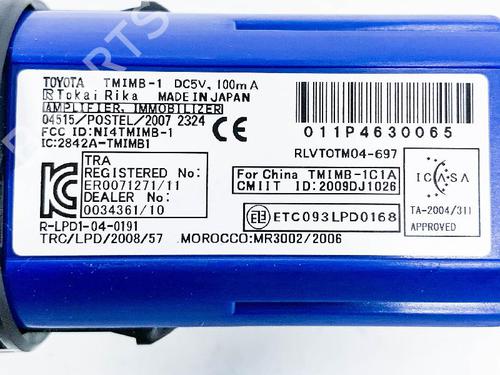 TOYOTA TMIMB-1 DC5V, 100mA
Tokai Rika MADE IN JAPAN
AMPLIFIER, IMMOBILIZER
04515/POSTEL/2007 2324
FCC ID:NI4TMIMB-1
IC:2842A-TMIMB1
CE
011P4630065
RLVTOTM04-697
TRA
REGISTERED No:
ER0071271/11
DEALER No:
0034361/10
For China TMIMB-1C1A
CMIIT ID:2009DJ1026
ICASA
TA-2004/311
APPROVED
ETC093LPD0168
R-LPD1-04-0191
TRC/LPD/2008/57 MOROCCO:MR3002/2006